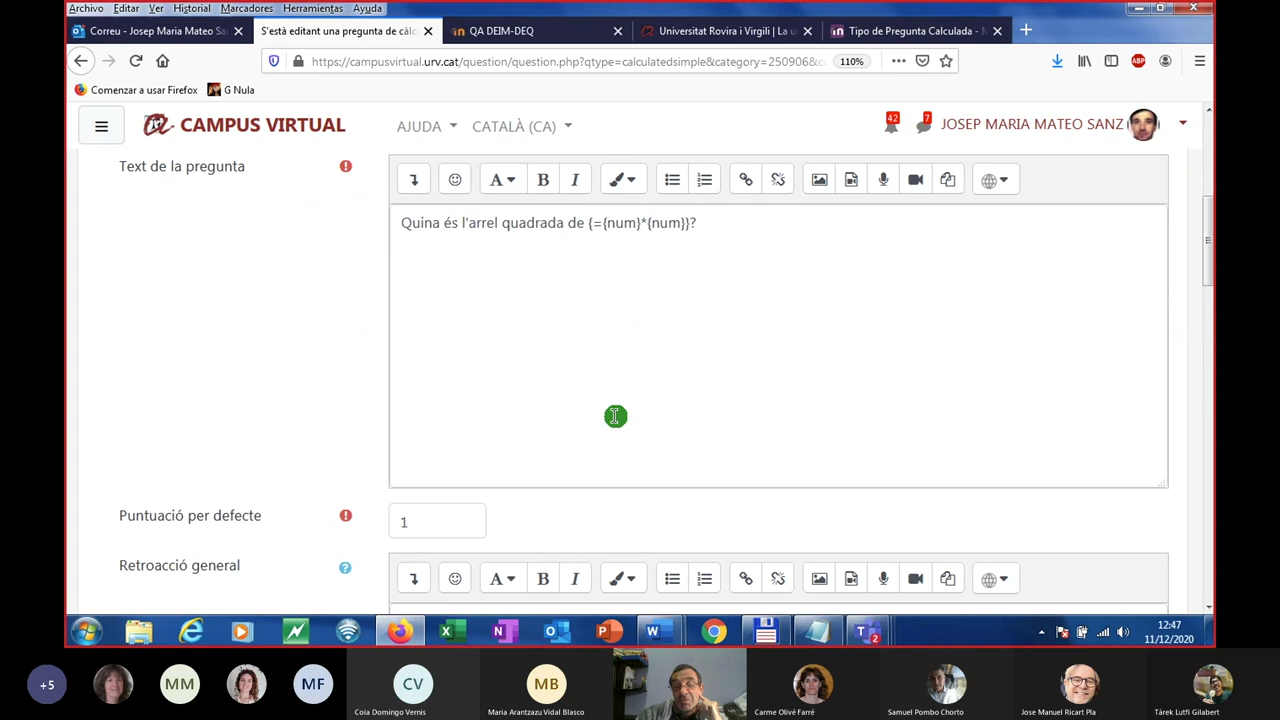 Archivo Editar Ver Historial Marcadores Herramientas Ayuda
Correu - Josep Maria Mateo Sa
S'està editant una pregunta de càlc
QA DEIM-DEQ
Universitat Rovira i Virgili | La u
Tipo de Pregunta Calculada - M
https://campusvirtual.urv.cat/question/question.php?qtype=calculatedsimple&category=250906&c
110%
ABP
Comenzar a usar Firefox
G Nula
CAMPUS VIRTUAL
AJUDA
CATALÀ (CA)
42
7
JOSEP MARIA MATEO SANZ
Text de la pregunta
A B I
Quina és l'arrel quadrada de {={num}*{num}}?
Puntuació per defecte
1
Retroacció general
A B I
12:47
11/12/2020
+5
MM
MF
CV
Coia Domingo Vernis
MB
Maria Arantzazu Vidal Blasco
Carme Olivé Farré
Samuel Pombo Chorto
Jose Manuel Ricart Pla
Tárek Lutfi Gilabert